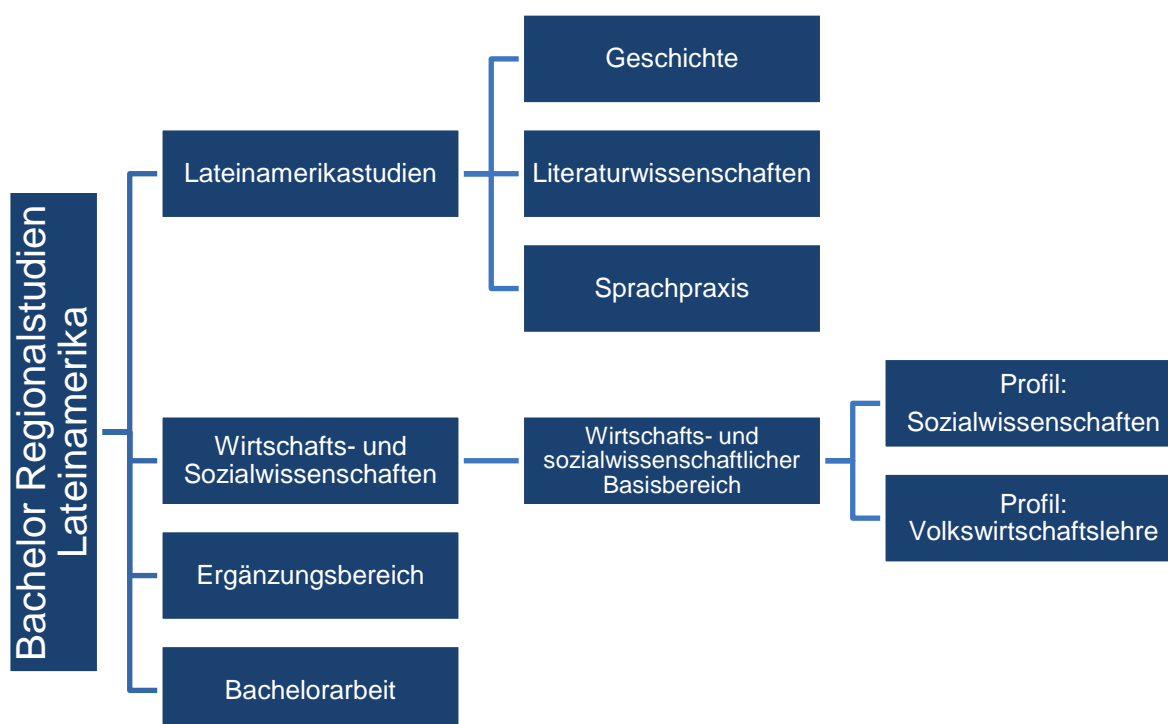 Bachelor Regionalstudien
Lateinamerika
Lateinamerikastudien
Geschichte
Literaturwissenschaften
Sprachpraxis
Wirtschafts- und
Sozialwissenschaften
Wirtschafts- und
sozialwissenschaftlicher
Basisbereich
Profil:
Sozialwissenschaften
Profil:
Volkswirtschaftslehre
Ergänzungsbereich
Bachelorarbeit